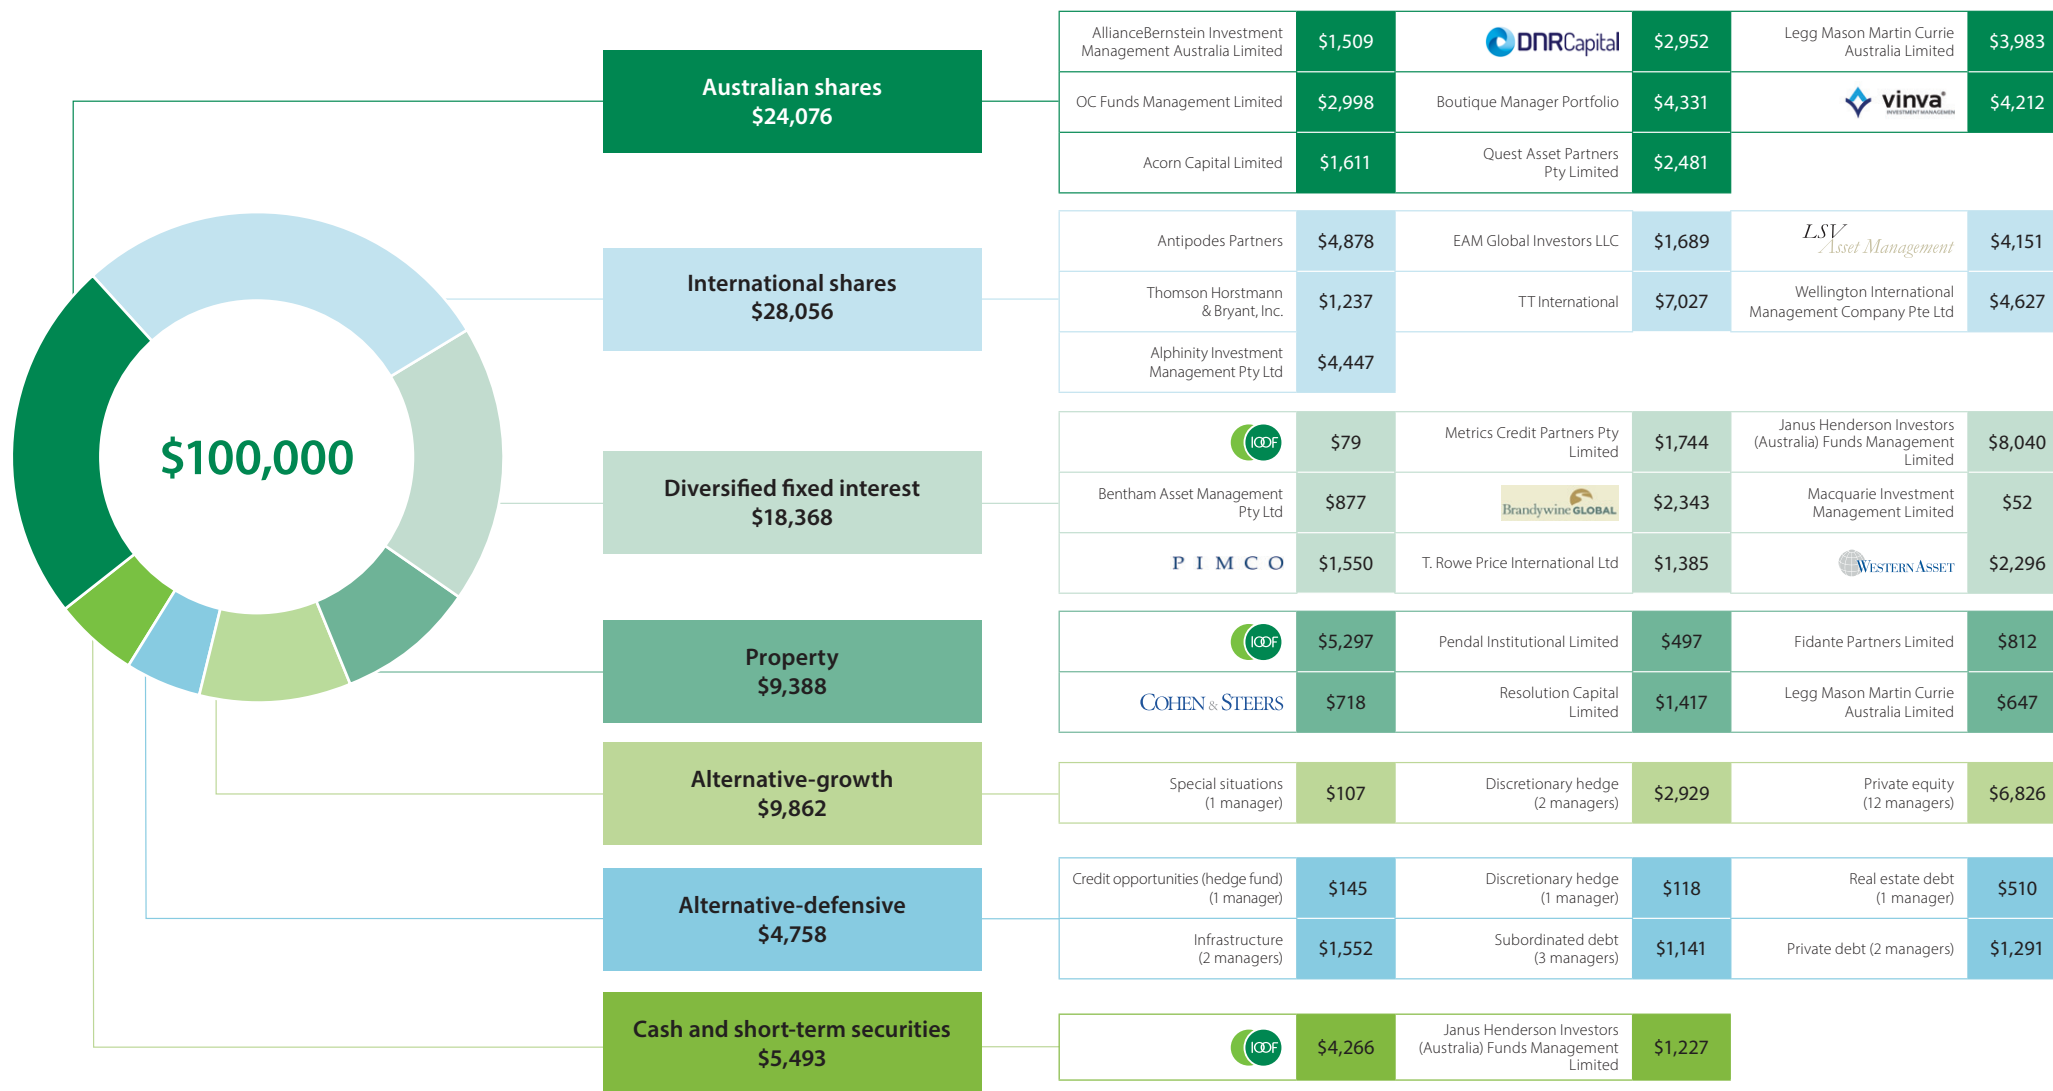 $100,000
Australian shares
$24,076
AllianceBernstein Investment
Management Australia Limited
$1,509
DNRCapital
$2,952
Legg Mason Martin Currie
Australia Limited
$3,983
OC Funds Management Limited
$2,998
Boutique Manager Portfolio
$4,331
vinva
INVESTMENT MANAGEMEN
$4,212
Acorn Capital Limited
$1,611
Quest Asset Partners
Pty Limited
$2,481
International shares
$28,056
Antipodes Partners
$4,878
EAM Global Investors LLC
$1,689
LSV
Asset Management
$4,151
Thomson Horstmann
& Bryant, Inc.
$1,237
TT International
$7,027
Wellington International
Management Company Pte Ltd
$4,627
Alphinity Investment
Management Pty Ltd
$4,447
Diversified fixed interest
$18,368
IOOF
$79
Metrics Credit Partners Pty
Limited
$1,744
Janus Henderson Investors
(Australia) Funds Management
Limited
$8,040
Bentham Asset Management
Pty Ltd
$877
Brandywine GLOBAL
$2,343
Macquarie Investment
Management Limited
$52
PIMCO
$1,550
T. Rowe Price International Ltd
$1,385
WESTERN ASSET
$2,296
Property
$9,388
IOOF
$5,297
Pendal Institutional Limited
$497
Fidante Partners Limited
$812
COHEN & STEERS
$718
Resolution Capital
Limited
$1,417
Legg Mason Martin Currie
Australia Limited
$647
Alternative-growth
$9,862
Special situations
(1 manager)
$107
Discretionary hedge
(2 managers)
$2,929
Private equity
(12 managers)
$6,826
Alternative-defensive
$4,758
Credit opportunities (hedge fund)
(1 manager)
$145
Discretionary hedge
(1 manager)
$118
Real estate debt
(1 manager)
$510
Infrastructure
(2 managers)
$1,552
Subordinated debt
(3 managers)
$1,141
Private debt (2 managers)
$1,291
Cash and short-term securities
$5,493
IOOF
$4,266
Janus Henderson Investors
(Australia) Funds Management
Limited
$1,227